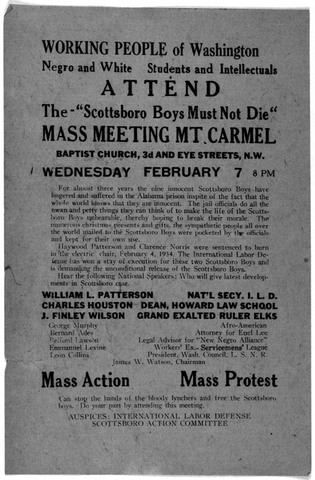 WORKING PEOPLE of Washington
Negro and White Students and Intellectuals
ATTEND
The-"Scottsboro Boys Must Not Die"
MASS MEETING MT. CARMEL
BAPTIST CHURCH, 3d AND EYE STREETS, N.W.
WEDNESDAY FEBRUARY 7 8 PM
For almost three years the nine innocent Scottsboro Boys have
lingered and suffered in the Alabama prison inspite of the fact that the
whole world knows that they are innocent. The jail officials do all the
mean and petty things they can think of to make the life of the Scotts-
boro Boys unbearable, thereby hoping to break their morale. The
numerous christmas presents and gifts, the sympathetic people all over
the world mailed to the Scottsboro Boys were pocketed by the officials
and kept for their own use.
Haywood Patterson and Clarence Norris were sentenced to burn
in the electric chair, February 4, 1934. The International Labor De-
fense has won a stay of execution for these two Scottsboro Boys and
is demanding the unconditional release of the Scottsboro Boys.
Hear the following National Speakers; Who will give latest develop-
ments in Scottsboro case.
WILLIAM L. PATTERSON NAT'L SECY. I. L. D.
CHARLES HOUSTON DEAN, HOWARD LAW SCHOOL
J. FINLEY WILSON GRAND EXALTED RULER ELKS
George Murphy Afro-American
Bernard Ades Attorney for Euel Lee
Belford Lawson Legal Advisor for "New Negro Alliance"
Emmanuel Levine Workers' Ex-Servicemens' League
Leon Collins President, Wash. Council, L. S. N. R.
James W. Watson, Chairman
Mass Action Mass Protest
Can stop the hands of the bloody lynchers and free the Scottsboro
boys. Do your part by attending this meeting.
AUSPICES: INTERNATIONAL LABOR DEFENSE
SCOTTSBORO ACTION COMMITTEE